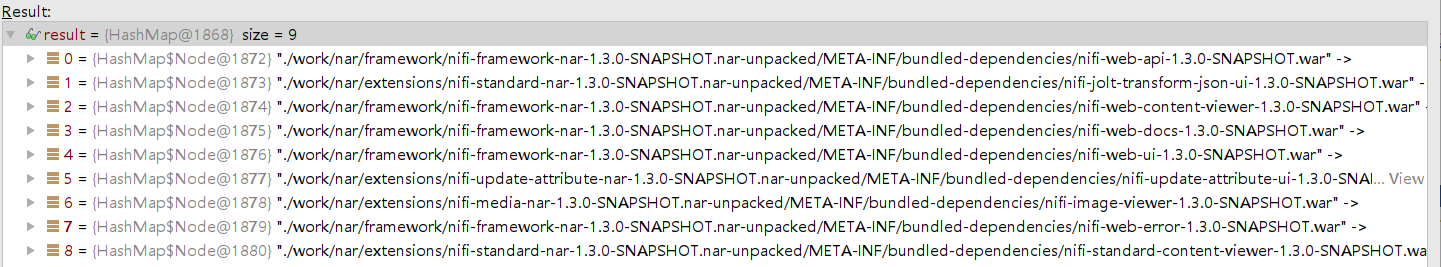 Result:
result = {HashMap@1868} size = 9
0 = {HashMap$Node@1872} "./work/nar/framework/nifi-framework-nar-1.3.0-SNAPSHOT.nar-unpacked/META-INF/bundled-dependencies/nifi-web-api-1.3.0-SNAPSHOT.war" ->
1 = {HashMap$Node@1873} "./work/nar/extensions/nifi-standard-nar-1.3.0-SNAPSHOT.nar-unpacked/META-INF/bundled-dependencies/nifi-jolt-transform-json-ui-1.3.0-SNAPSHOT.war" -
2 = {HashMap$Node@1874} "./work/nar/framework/nifi-framework-nar-1.3.0-SNAPSHOT.nar-unpacked/META-INF/bundled-dependencies/nifi-web-content-viewer-1.3.0-SNAPSHOT.war" -
3 = {HashMap$Node@1875} "./work/nar/framework/nifi-framework-nar-1.3.0-SNAPSHOT.nar-unpacked/META-INF/bundled-dependencies/nifi-web-docs-1.3.0-SNAPSHOT.war" ->
4 = {HashMap$Node@1876} "./work/nar/framework/nifi-framework-nar-1.3.0-SNAPSHOT.nar-unpacked/META-INF/bundled-dependencies/nifi-web-ui-1.3.0-SNAPSHOT.war" ->
5 = {HashMap$Node@1877} "./work/nar/extensions/nifi-update-attribute-nar-1.3.0-SNAPSHOT.nar-unpacked/META-INF/bundled-dependencies/nifi-update-attribute-ui-1.3.0-SNA... View
6 = {HashMap$Node@1878} "./work/nar/extensions/nifi-media-nar-1.3.0-SNAPSHOT.nar-unpacked/META-INF/bundled-dependencies/nifi-image-viewer-1.3.0-SNAPSHOT.war" ->
7 = {HashMap$Node@1879} "./work/nar/framework/nifi-framework-nar-1.3.0-SNAPSHOT.nar-unpacked/META-INF/bundled-dependencies/nifi-web-error-1.3.0-SNAPSHOT.war" ->
8 = {HashMap$Node@1880} "./work/nar/extensions/nifi-standard-nar-1.3.0-SNAPSHOT.nar-unpacked/META-INF/bundled-dependencies/nifi-standard-content-viewer-1.3.0-SNAPSHOT.wa